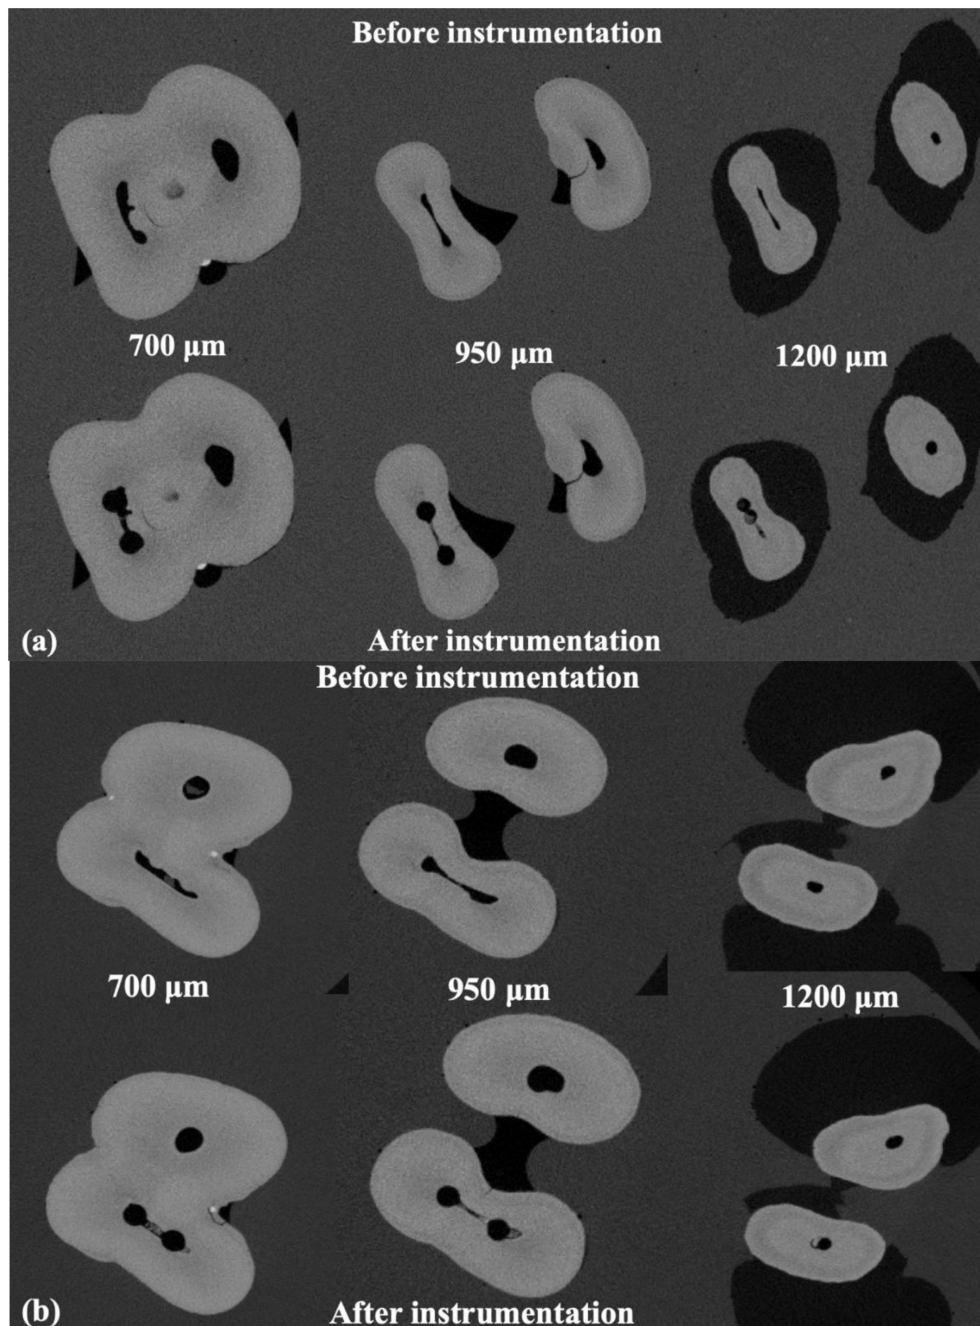 Before instrumentation
700 µm
950 µm
1200 µm
(a)
After instrumentation
Before instrumentation
700 µm
950 µm
1200 µm
(b)
After instrumentation